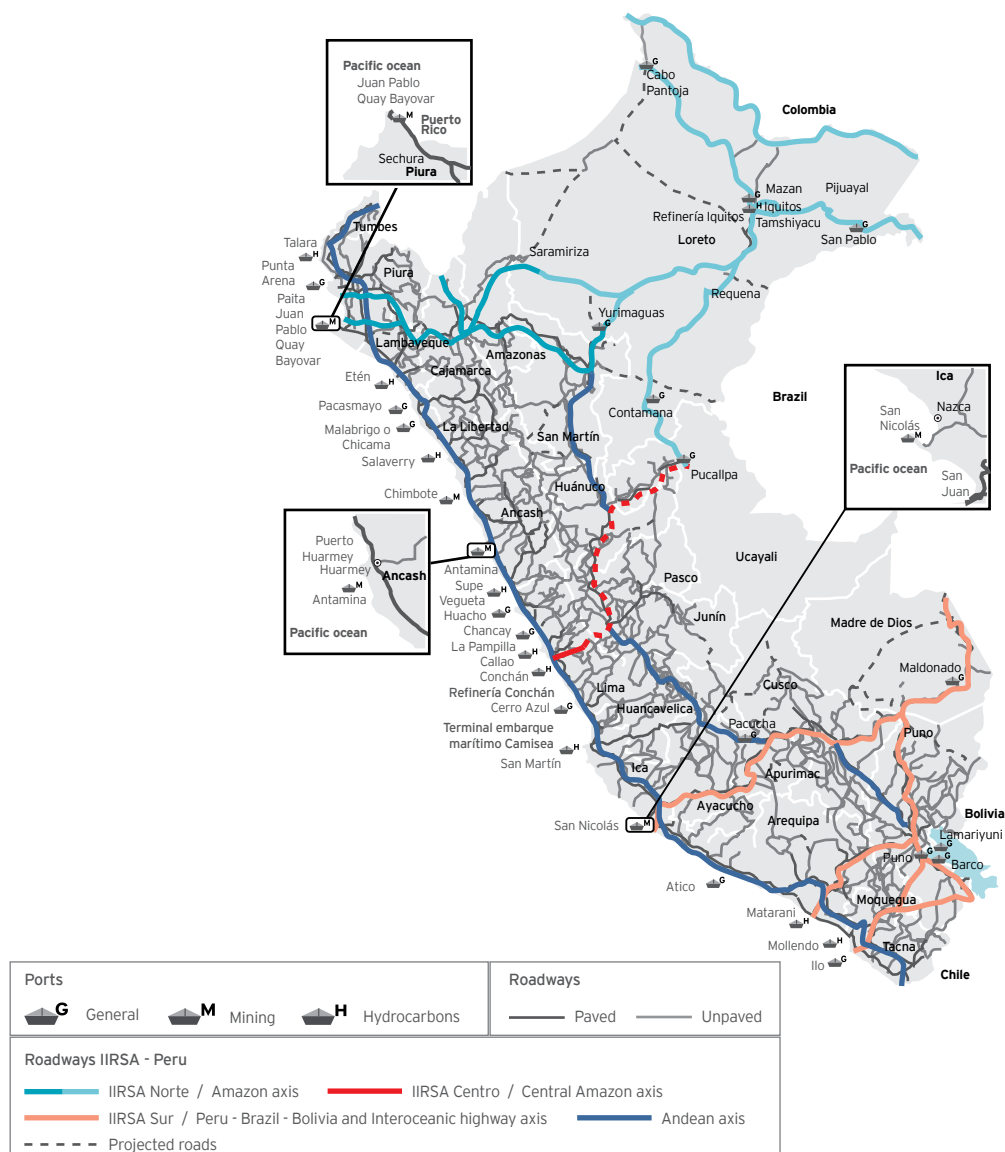 Pacific ocean
Juan Pablo
Quay Bayovar
M
Puerto
Rico
Sechura
Piura
G
Cabo
Pantoja
Colombia
G
Mazan
Pijuayal
H
Iquitos
Refinería Iquitos
Tamshiyacu
G
San Pablo
Loreto
Tumbes
Talara
H
Punta
Arena
G
Piura
Saramiriza
Requena
Paita
Juan
Pablo
Quay
Bayovar
M
Yurimaguas
G
Lambayeque
Amazonas
Cajamarca
Etén
H
Brazil
Contamana
G
Pacasmayo
G
Malabrigo o
Chicama
G
La Libertad
San Martín
Salaverry
H
Ica
Nazca
San
Nicolás
M
Pacific ocean
San
Juan
G
Pucallpa
Huánuco
Chimbote
M
Ancash
Puerto
Huarmey
Huarmey
Ancash
M
Antamina
Pacific ocean
M
Antamina
Supe
H
Vegueta
Huacho
G
Chancay
G
La Pampilla
H
Callao
Conchán
H
Refinería Conchán
Cerro Azul
G
Terminal embarque
marítimo Camisea
H
San Martín
Ucayali
Pasco
Junín
Madre de Dios
Maldonado
G
Lima
Cusco
Huancavelica
Pacucha
G
Puno
Ica
Apurimac
Ayacucho
San Nicolás
M
Arequipa
Bolivia
Lamariyuni
G
Puno
G
G
Barco
Atico
G
Moquegua
Matarani
H
Mollendo
H
Tacna
Ilo
G
Chile
Ports
G General
M Mining
H Hydrocarbons
Roadways
Paved
Unpaved
Roadways IIRSA - Peru
IIRSA Norte / Amazon axis
IIRSA Centro / Central Amazon axis
IIRSA Sur / Peru - Brazil - Bolivia and Interoceanic highway axis
Andean axis
Projected roads